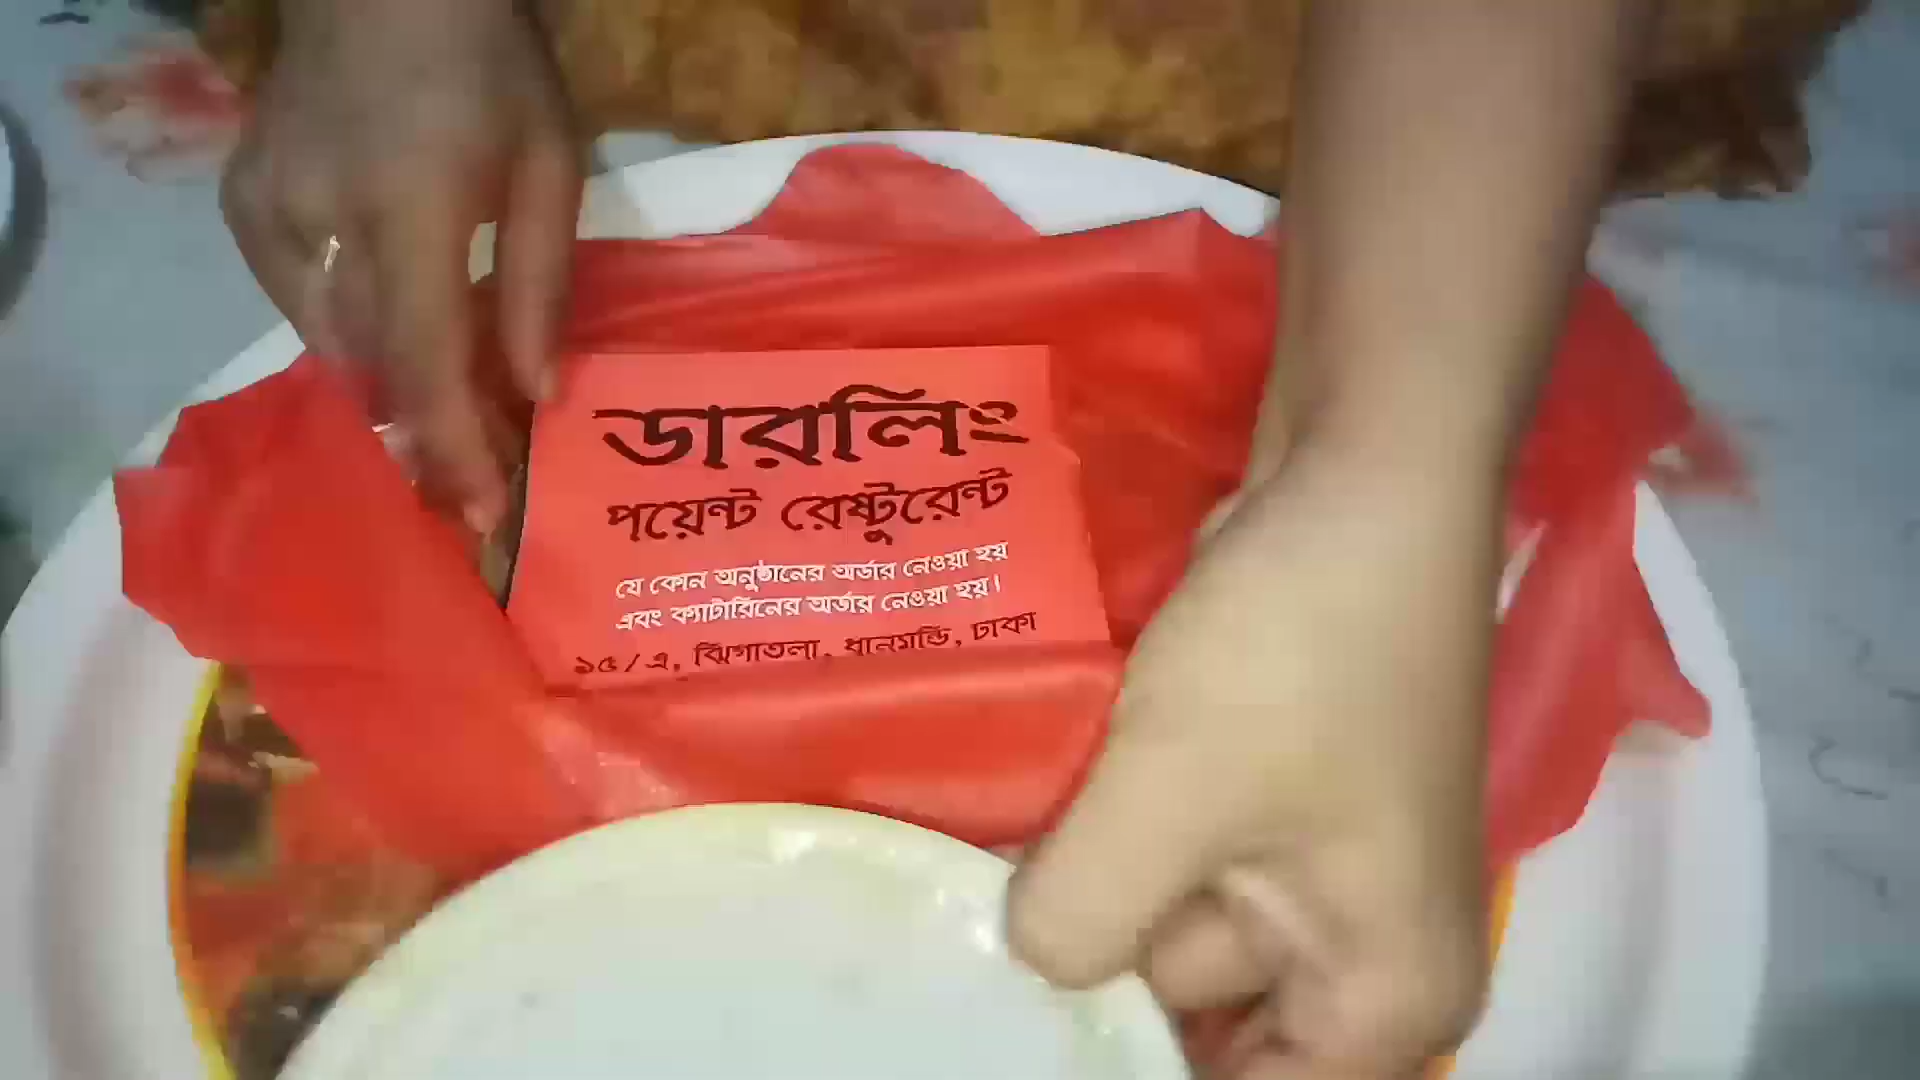 ডারলিং
পয়েন্ট রেষ্টুরেন্ট
যে কোন অনুষ্ঠানের অর্ডার নেওয়া হয়
এবং ক্যাটারিনের অর্ডার নেওয়া হয়।
১৫/এ, ঝিগাতলা, ধানমন্ডি, ঢাকা